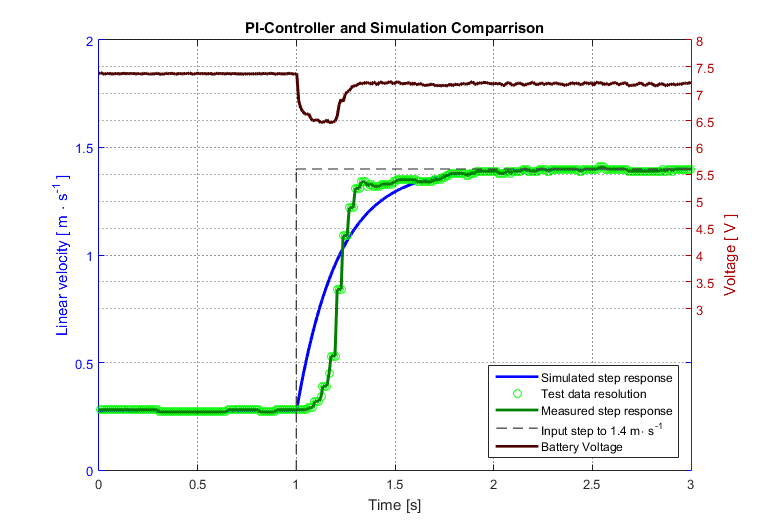 PI-Controller and Simulation Comparrison
Linear velocity [ m · s⁻¹ ]
2
1.5
1
0.5
0
8
7.5
7
6.5
6
5.5
5
4.5
4
3.5
3
Voltage [ V ]
0 0.5 1 1.5 2 2.5 3
Time [s]
Simulated step response
Test data resolution
Measured step response
Input step to 1.4 m· s⁻¹
Battery Voltage